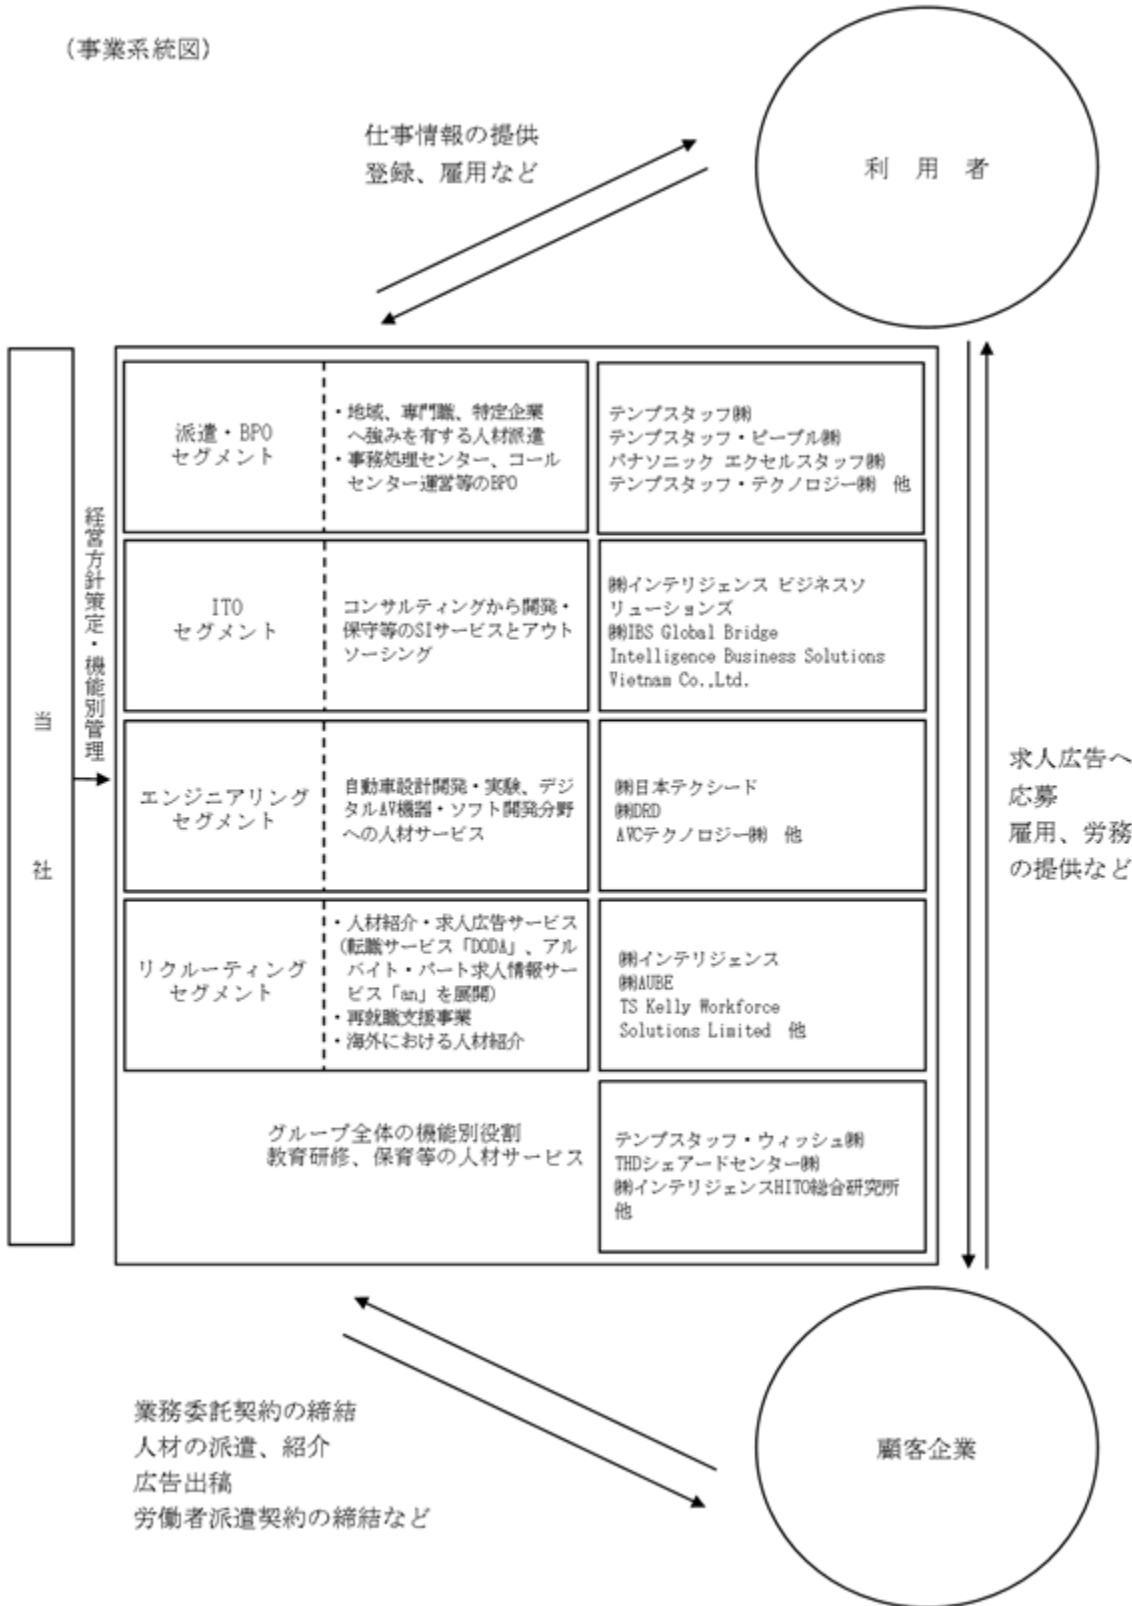 (事業系統図)
仕事情報の提供
登録、雇用など
利 用 者
当
社
経営方針策定・機能別管理
派遣・BPO
セグメント
・地域、専門職、特定企業
へ強みを有する人材派遣
・事務処理センター、コール
センター運営等のBPO
テンプスタッフ㈱
テンプスタッフ・ピープル㈱
パナソニック エクセルスタッフ㈱
テンプスタッフ・テクノロジー㈱ 他
ITO
セグメント
コンサルティングから開発・
保守等のSIサービスとアウト
ソーシング
㈱インテリジェンス ビジネスソ
リューションズ
㈱IBS Global Bridge
Intelligence Business Solutions
Vietnam Co.,Ltd.
エンジニアリング
セグメント
自動車設計開発・実験、デジ
タルAV機器・ソフト開発分野
への人材サービス
㈱日本テクシード
㈱DRD
AVCテクノロジー㈱ 他
リクルーティング
セグメント
・人材紹介・求人広告サービス
(転職サービス「DODA」、アル
バイト・パート求人情報サー
ビス「an」を展開)
・再就職支援事業
・海外における人材紹介
㈱インテリジェンス
㈱AUBE
TS Kelly Workforce
Solutions Limited 他
グループ全体の機能別役割
教育研修、保育等の人材サービス
テンプスタッフ・ウィッシュ㈱
THDシェアードセンター㈱
㈱インテリジェンスHITO総合研究所
他
求人広告へ
応募
雇用、労務
の提供など
業務委託契約の締結
人材の派遣、紹介
広告出稿
労働者派遣契約の締結など
顧客企業